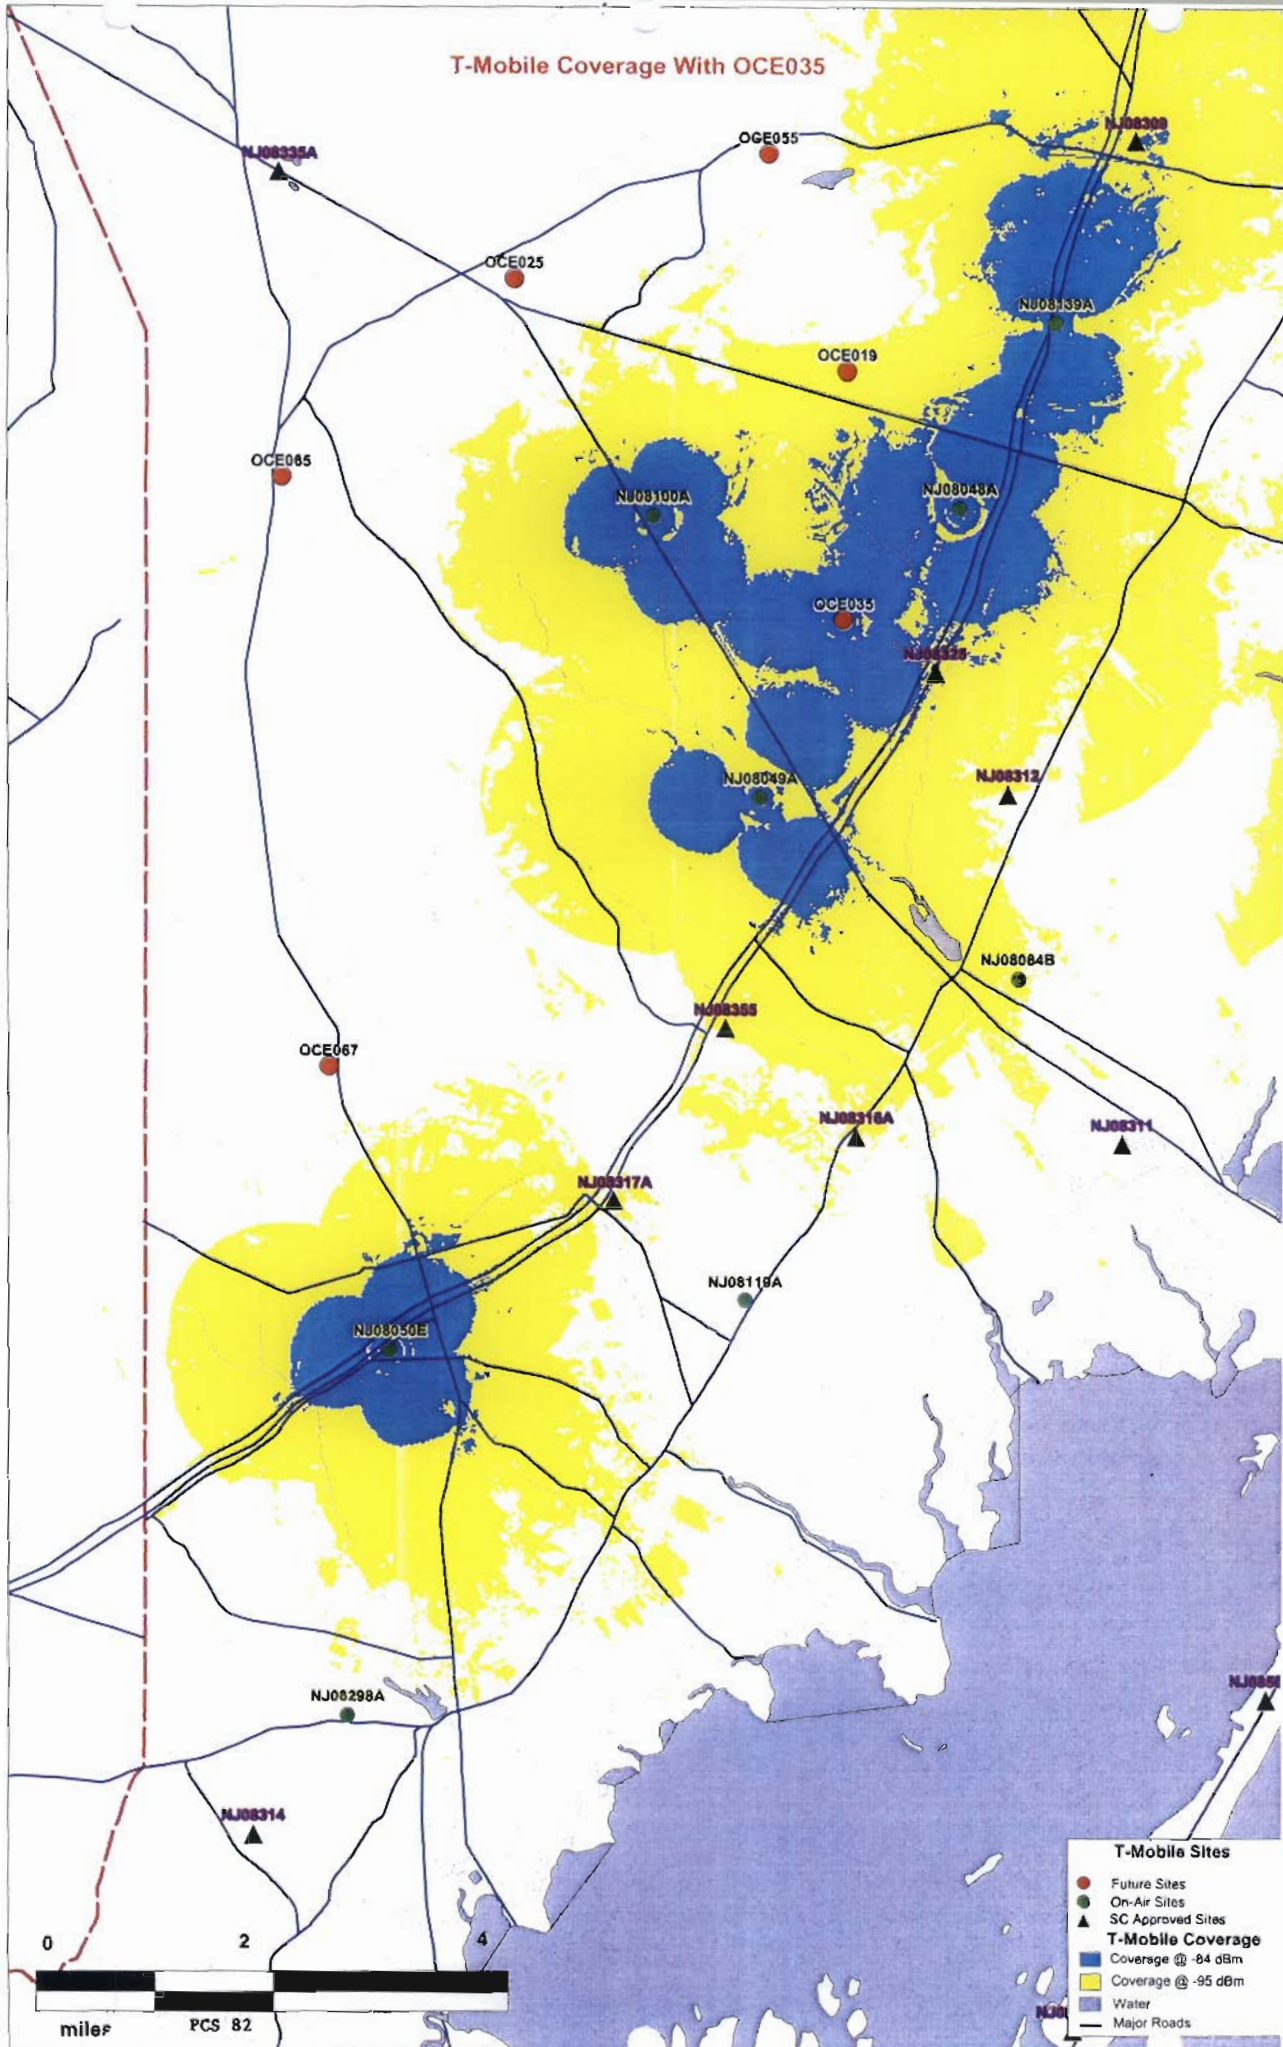 T-Mobile Coverage With OCE035
NJ08309
OCE055
NJ08335A
OCE025
NJ08139A
OCE019
OCE065
NJ08100A
NJ08048A
OCE035
NJ08325
NJ08049A
NJ08312
NJ08084B
NJ08355
OCE067
NJ08316A
NJ08311
NJ08317A
NJ08119A
NJ08050E
NJ08298A
NJ08314
T-Mobile Sites
Future Sites
On-Air Sites
SC Approved Sites
T-Mobile Coverage
Coverage @ -84 dBm
Coverage @ -95 dBm
Water
Major Roads
0 2 4
miles
PCS 82